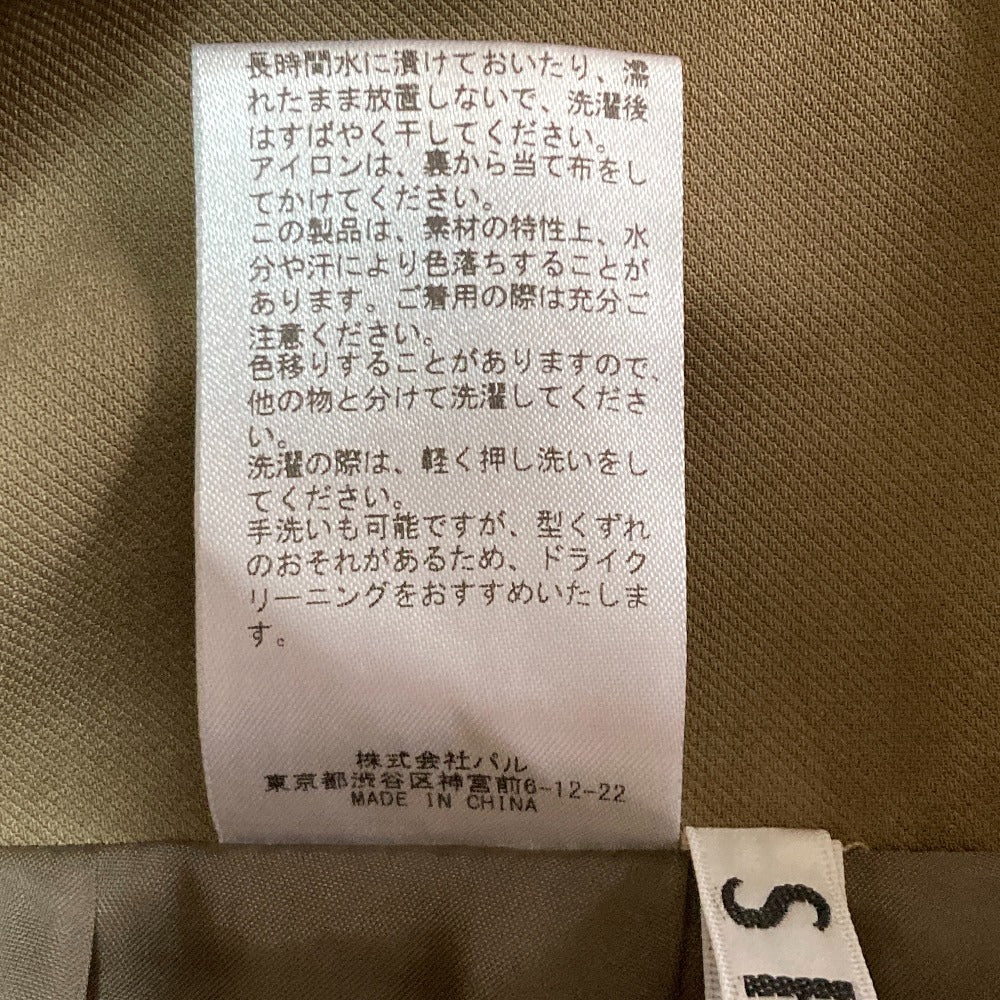 長時間水に漬けておいたり、濡
れたまま放置しないで、洗濯後
はすばやく干してください。
アイロンは、裏から当て布をし
てかけてください。
この製品は、素材の特性上、水
分や汗により色落ちすることが
あります。ご着用の際は充分ご
注意ください。
色移りすることがありますので、
他の物と分けて洗濯してくださ
い。
洗濯の際は、軽く押し洗いをし
てください。
手洗いも可能ですが、型くずれ
のおそれがあるため、ドライク
リーニングをおすすめいたしま
す。
株式会社パル
東京都渋谷区神宮前6-12-22
MADE IN CHINA
S